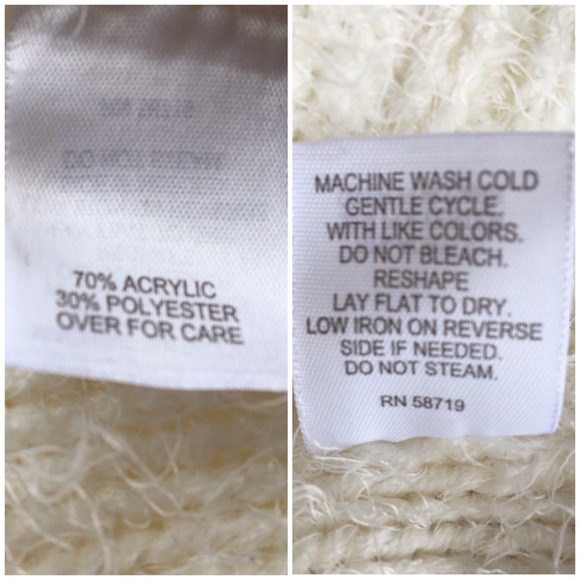 70% ACRYLIC
30% POLYESTER
OVER FOR CARE
MACHINE WASH COLD
GENTLE CYCLE.
WITH LIKE COLORS.
DO NOT BLEACH.
RESHAPE
LAY FLAT TO DRY.
LOW IRON ON REVERSE
SIDE IF NEEDED.
DO NOT STEAM.
RN 58719